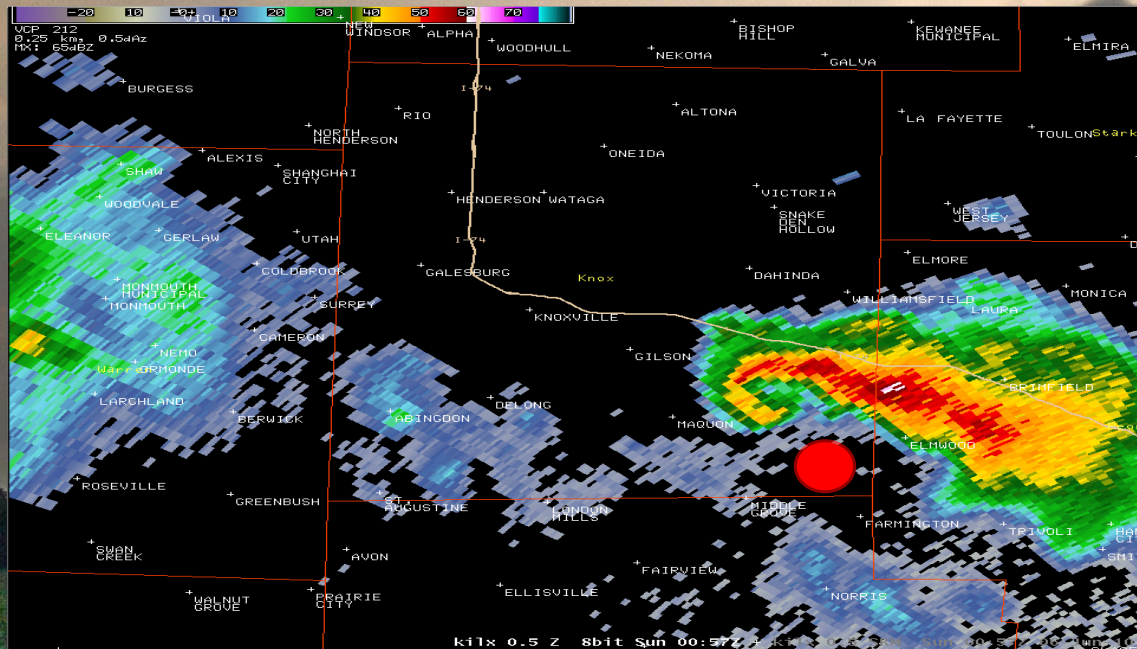 -20 10 -0+ 10 20 30 40 50 60 70
VIOLA
VCP 212
0.25 km, 0.5dAz
MX: 65dBZ
NEW
WINDSOR
ALPHA
WOODHULL
BISHOP
HILL
KEWANEE
MUNICIPAL
ELMIRA
NEKOMA
GALVA
BURGESS
I-74
RIO
ALTONA
LA FAYETTE
NORTH
HENDERSON
TOULON
Stark
ALEXIS
ONEIDA
SHAW
SHANGHAI
CITY
WOODVALE
HENDERSON
WATAGA
VICTORIA
SNAKE
DEN
HOLLOW
WEST
JERSEY
ELEANOR
GERLAW
UTAH
I-74
ELMORE
COLDBROOK
GALESBURG
Knox
DAHINDA
MONMOUTH
MUNICIPAL
MONMOUTH
SURREY
WILLIAMSFIELD
MONICA
LAURA
KNOXVILLE
CAMERON
NEMO
GILSON
ORMONDE
BRIMFIELD
LARCHLAND
DELONG
BERWICK
ABINGDON
MAQUON
ELMWOOD
ROSEVILLE
GREENBUSH
ST.
AUGUSTINE
LONDON
MILLS
MIDDLE
GROVE
FARMINGTON
TRIVOLI
SWAN
CREEK
AVON
FAIRVIEW
WALNUT
GROVE
PRAIRIE
CITY
ELLISVILLE
NORRIS
kilx 0.5 Z 8bit Sun 00:57Z